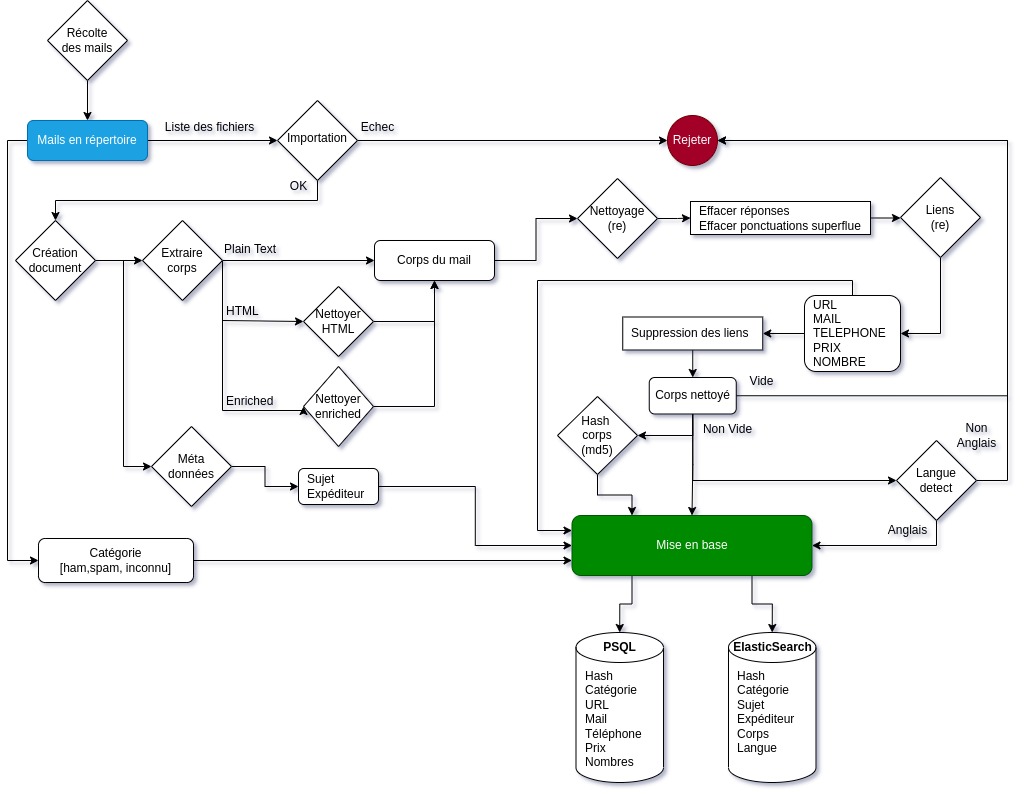 Récolte
des mails
Mails en répertoire
Liste des fichiers
Importation
Echec
Rejeter
OK
Création
document
Extraire
corps
Plain Text
Corps du mail
HTML
Nettoyer
HTML
Enriched
Nettoyer
enriched
Nettoyage
(re)
Effacer réponses
Effacer ponctuations superflue
Liens
(re)
URL
MAIL
TELEPHONE
PRIX
NOMBRE
Suppression des liens
Corps nettoyé
Vide
Non Vide
Hash
corps
(md5)
Non
Anglais
Langue
detect
Anglais
Méta
données
Sujet
Expéditeur
Catégorie
[ham,spam, inconnu]
Mise en base
PSQL
Hash
Catégorie
URL
Mail
Téléphone
Prix
Nombres
ElasticSearch
Hash
Catégorie
Sujet
Expéditeur
Corps
Langue